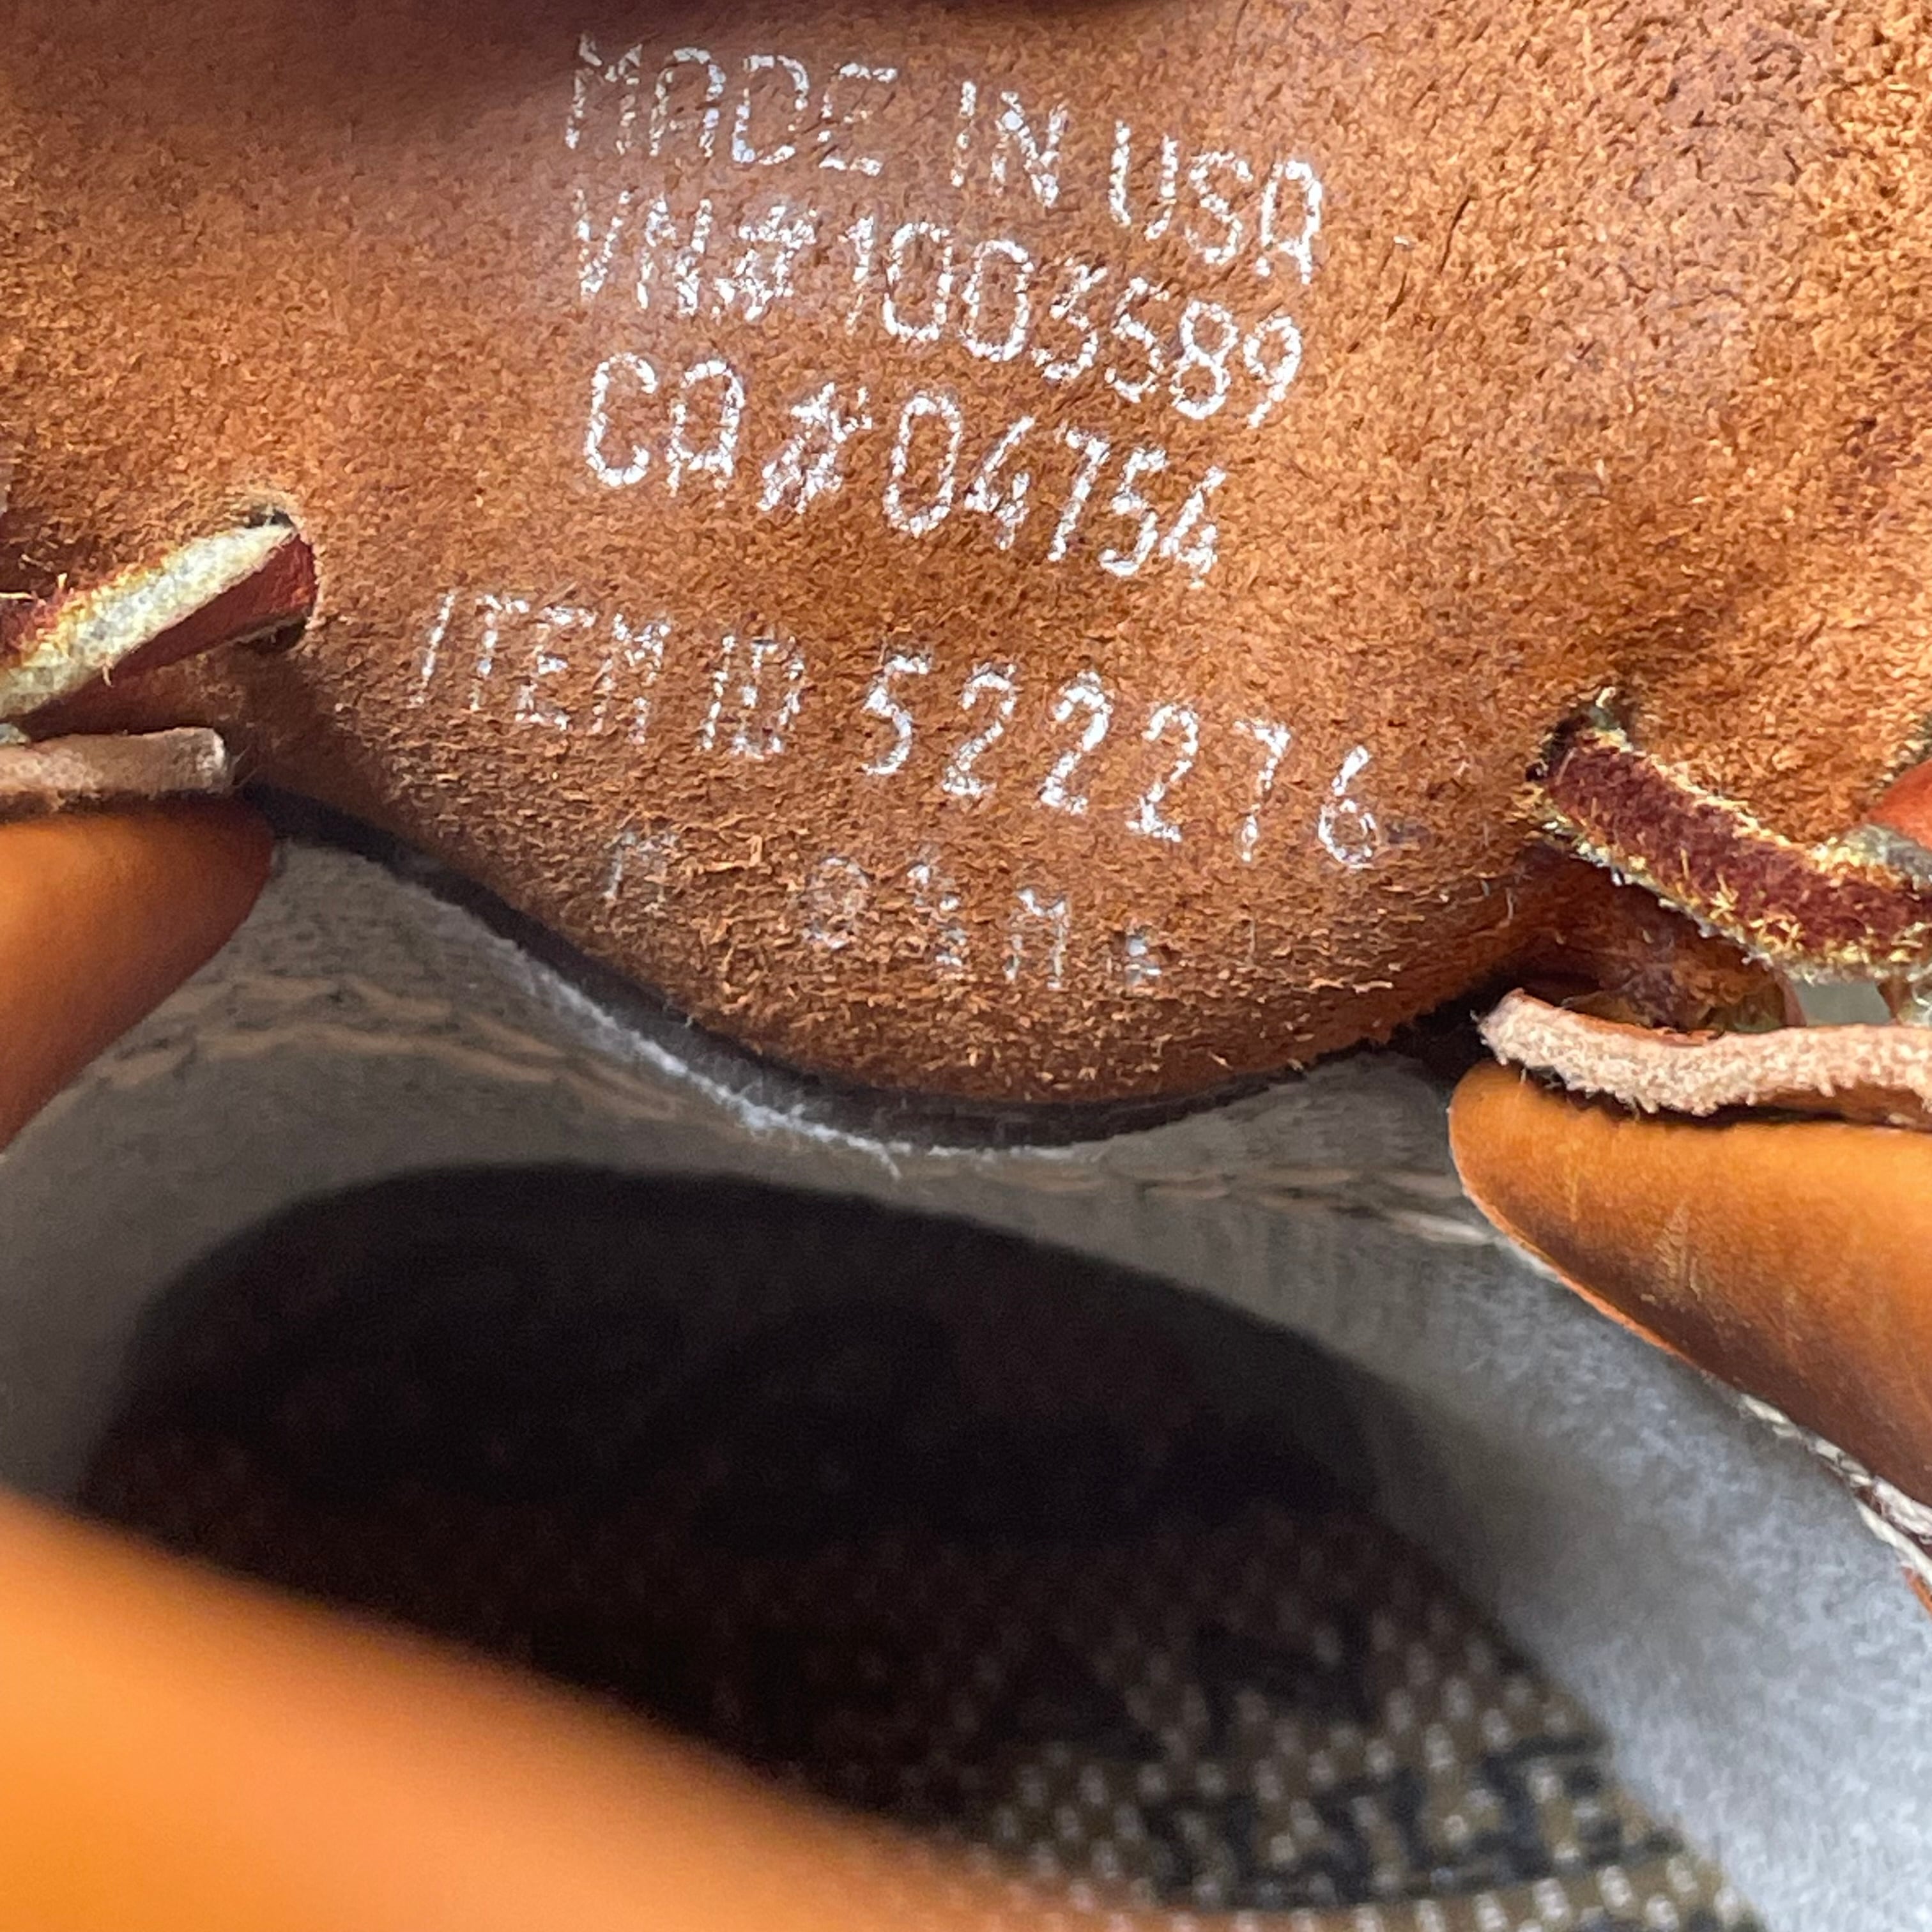 MADE IN USA
VN#1003589
CA#04754
ITEM ID 522276